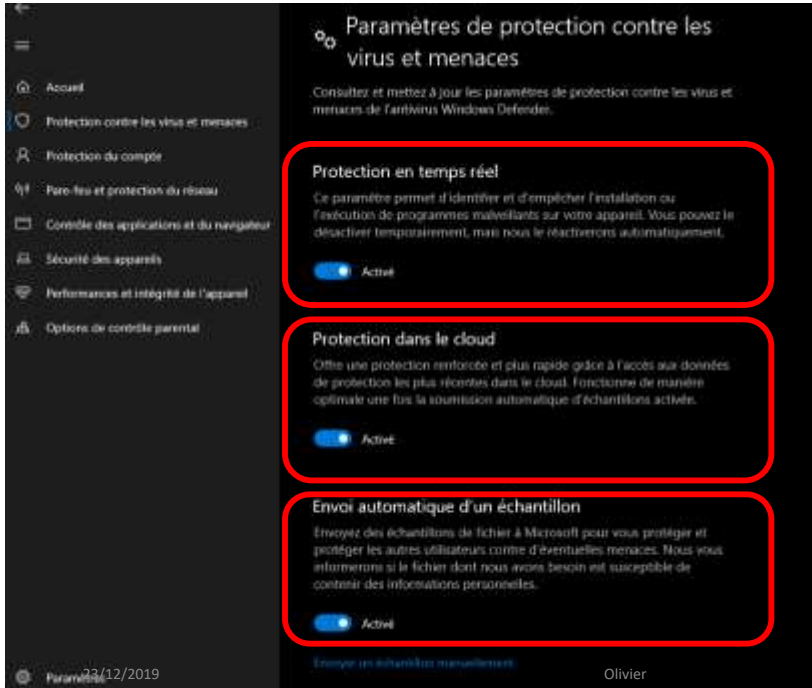 Accueil
Protection contre les virus et menaces
Protection du compte
Pare-feu et protection du réseau
Contrôle des applications et du navigateur
Sécurité des appareils
Performances et intégrité de l'appareil
Options de contrôle parental
Paramètres
23/12/2019
Paramètres de protection contre les
virus et menaces
Consultez et mettez à jour les paramètres de protection contre les virus et
menaces de l'antivirus Windows Defender.
Protection en temps réel
Ce paramètre permet d'identifier et d'empêcher l'installation ou
l'exécution de programmes malveillants sur votre appareil. Vous pouvez le
désactiver temporairement, mais nous le réactiverons automatiquement.
Activé
Protection dans le cloud
Offre une protection renforcée et plus rapide grâce à l'accès aux données
de protection les plus récentes dans le cloud. Fonctionne de manière
optimale une fois la soumission automatique d'échantillons activée.
Activé
Envoi automatique d'un échantillon
Envoyez des échantillons de fichier à Microsoft pour vous protéger et
protéger les autres utilisateurs contre d'éventuelles menaces. Nous vous
informerons si le fichier dont nous avons besoin est susceptible de
contenir des informations personnelles.
Activé
Envoyer un échantillon manuellement
Olivier